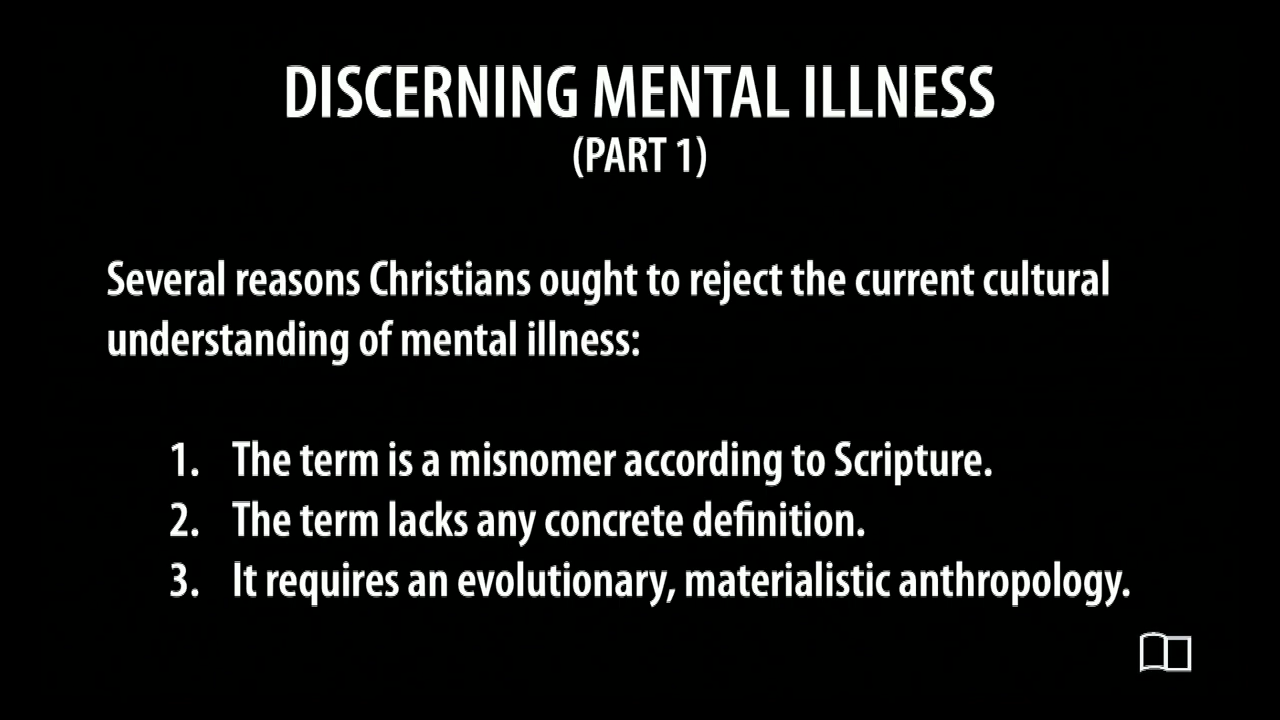 DISCERNING MENTAL ILLNESS
(PART 1)
Several reasons Christians ought to reject the current cultural
understanding of mental illness:
1. The term is a misnomer according to Scripture.
2. The term lacks any concrete definition.
3. It requires an evolutionary, materialistic anthropology.